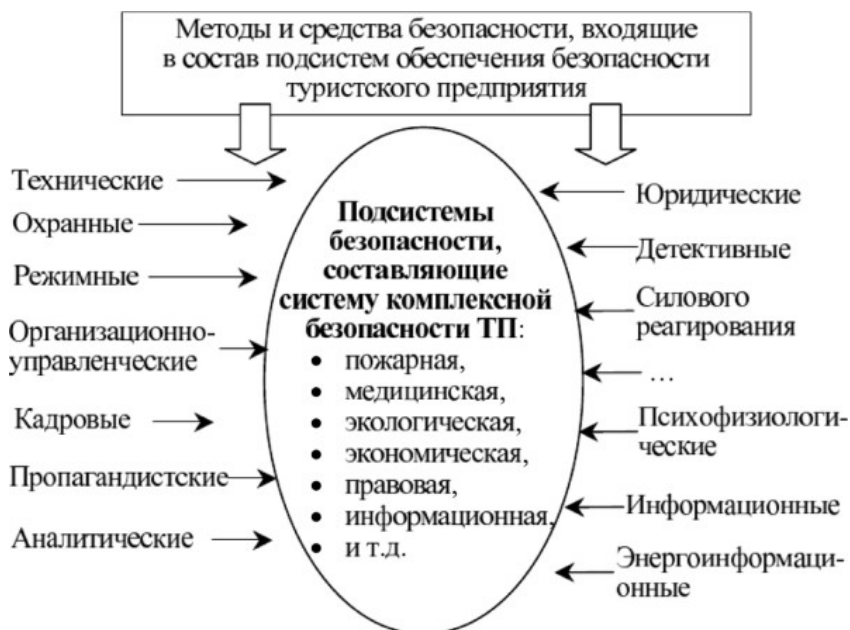 Методы и средства безопасности, входящие
в состав подсистем обеспечения безопасности
туристского предприятия
Технические
Охранные
Режимные
Организационно-
управленческие
Кадровые
Пропагандистские
Аналитические
Подсистемы
безопасности,
составляющие
систему комплексной
безопасности ТП:
• пожарная,
• медицинская,
• экологическая,
• экономическая,
• правовая,
• информационная,
• и т.д.
Юридические
Детективные
Силового
реагирования
…
Психофизиологи-
ческие
Информационные
Энергоинформаци-
онные